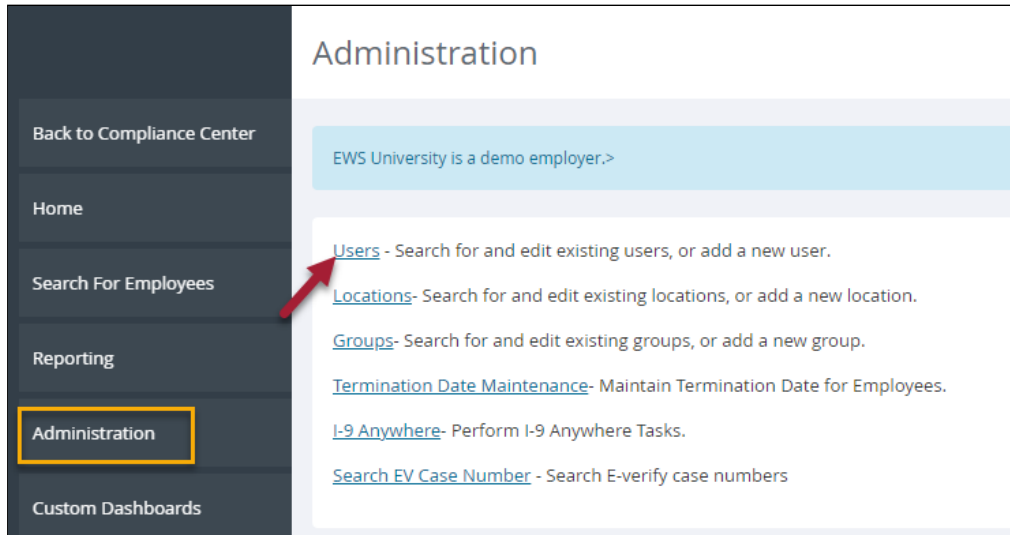 Administration
Back to Compliance Center
Home
Search For Employees
Reporting
Administration
Custom Dashboards
EWS University is a demo employer.>
Users - Search for and edit existing users, or add a new user.
Locations- Search for and edit existing locations, or add a new location.
Groups- Search for and edit existing groups, or add a new group.
Termination Date Maintenance- Maintain Termination Date for Employees.
I-9 Anywhere- Perform I-9 Anywhere Tasks.
Search EV Case Number - Search E-verify case numbers